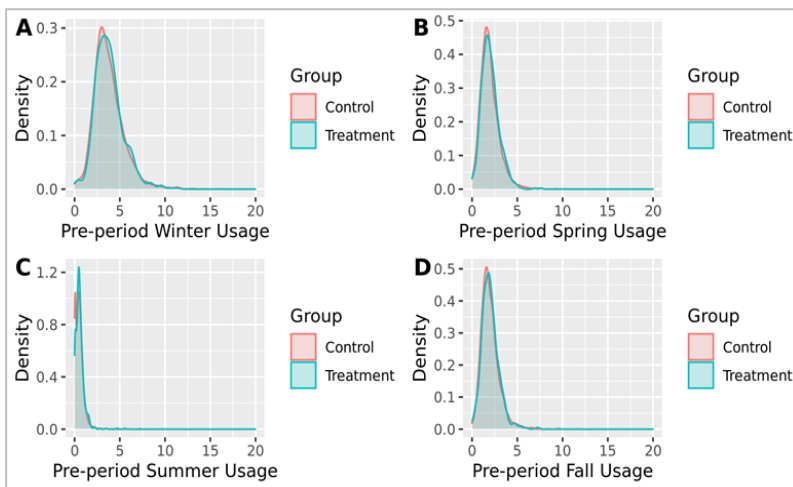 A
Density
0.3
0.2
0.1
0.0
0 5 10 15 20
Pre-period Winter Usage
Group
Control
Treatment
B
Density
0.5
0.4
0.3
0.2
0.1
0.0
0 5 10 15 20
Pre-period Spring Usage
Group
Control
Treatment
C
Density
1.2
0.8
0.4
0.0
0 5 10 15 20
Pre-period Summer Usage
Group
Control
Treatment
D
Density
0.5
0.4
0.3
0.2
0.1
0.0
0 5 10 15 20
Pre-period Fall Usage
Group
Control
Treatment